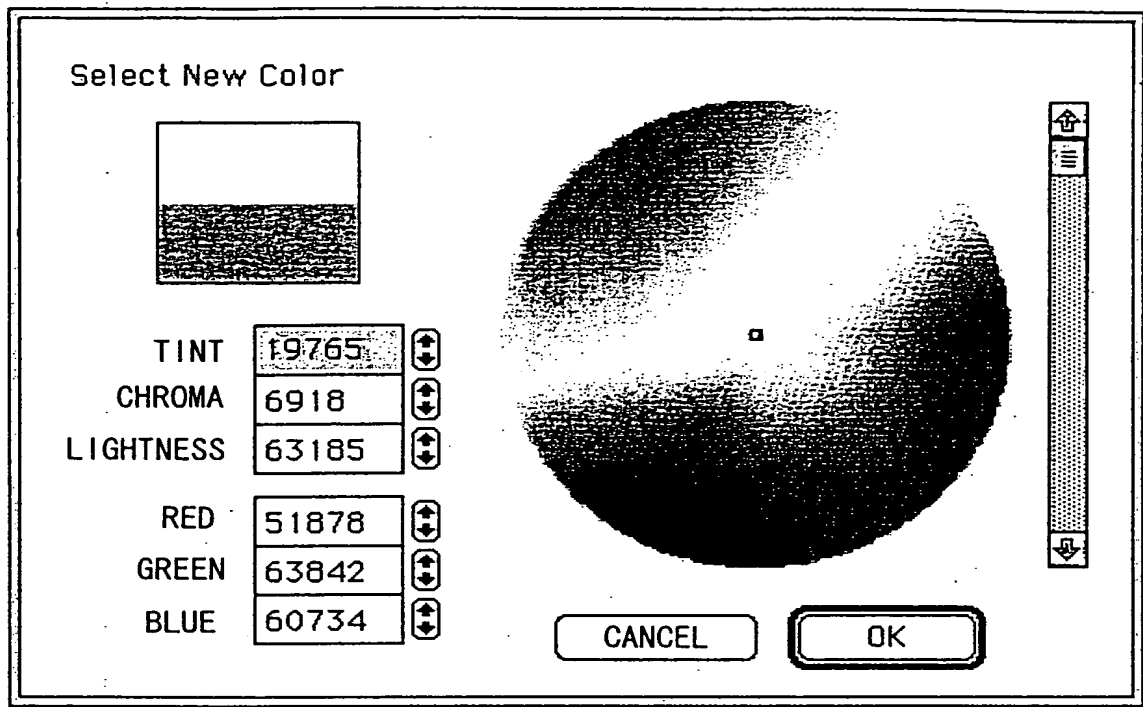 Select New Color
TINT 19765
CHROMA 6918
LIGHTNESS 63185
RED 51878
GREEN 63842
BLUE 60734
CANCEL OK